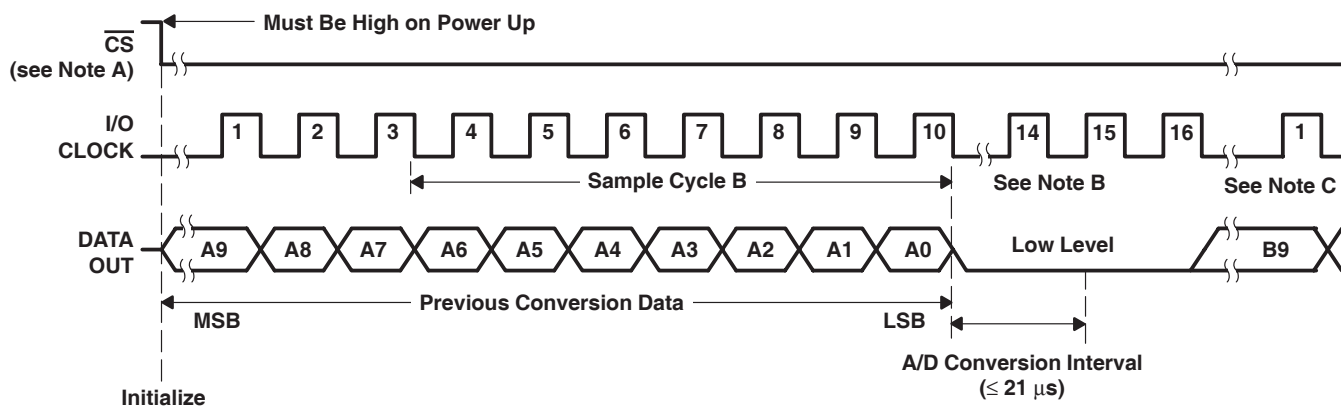 Must Be High on Power Up
CS
(see Note A)
I/O
CLOCK
1 2 3 4 5 6 7 8 9 10 14 15 16 1
Sample Cycle B
See Note B
See Note C
DATA
OUT
A9 A8 A7 A6 A5 A4 A3 A2 A1 A0
Low Level
B9
Previous Conversion Data
MSB
LSB
A/D Conversion Interval
(≤ 21 μs)
Initialize